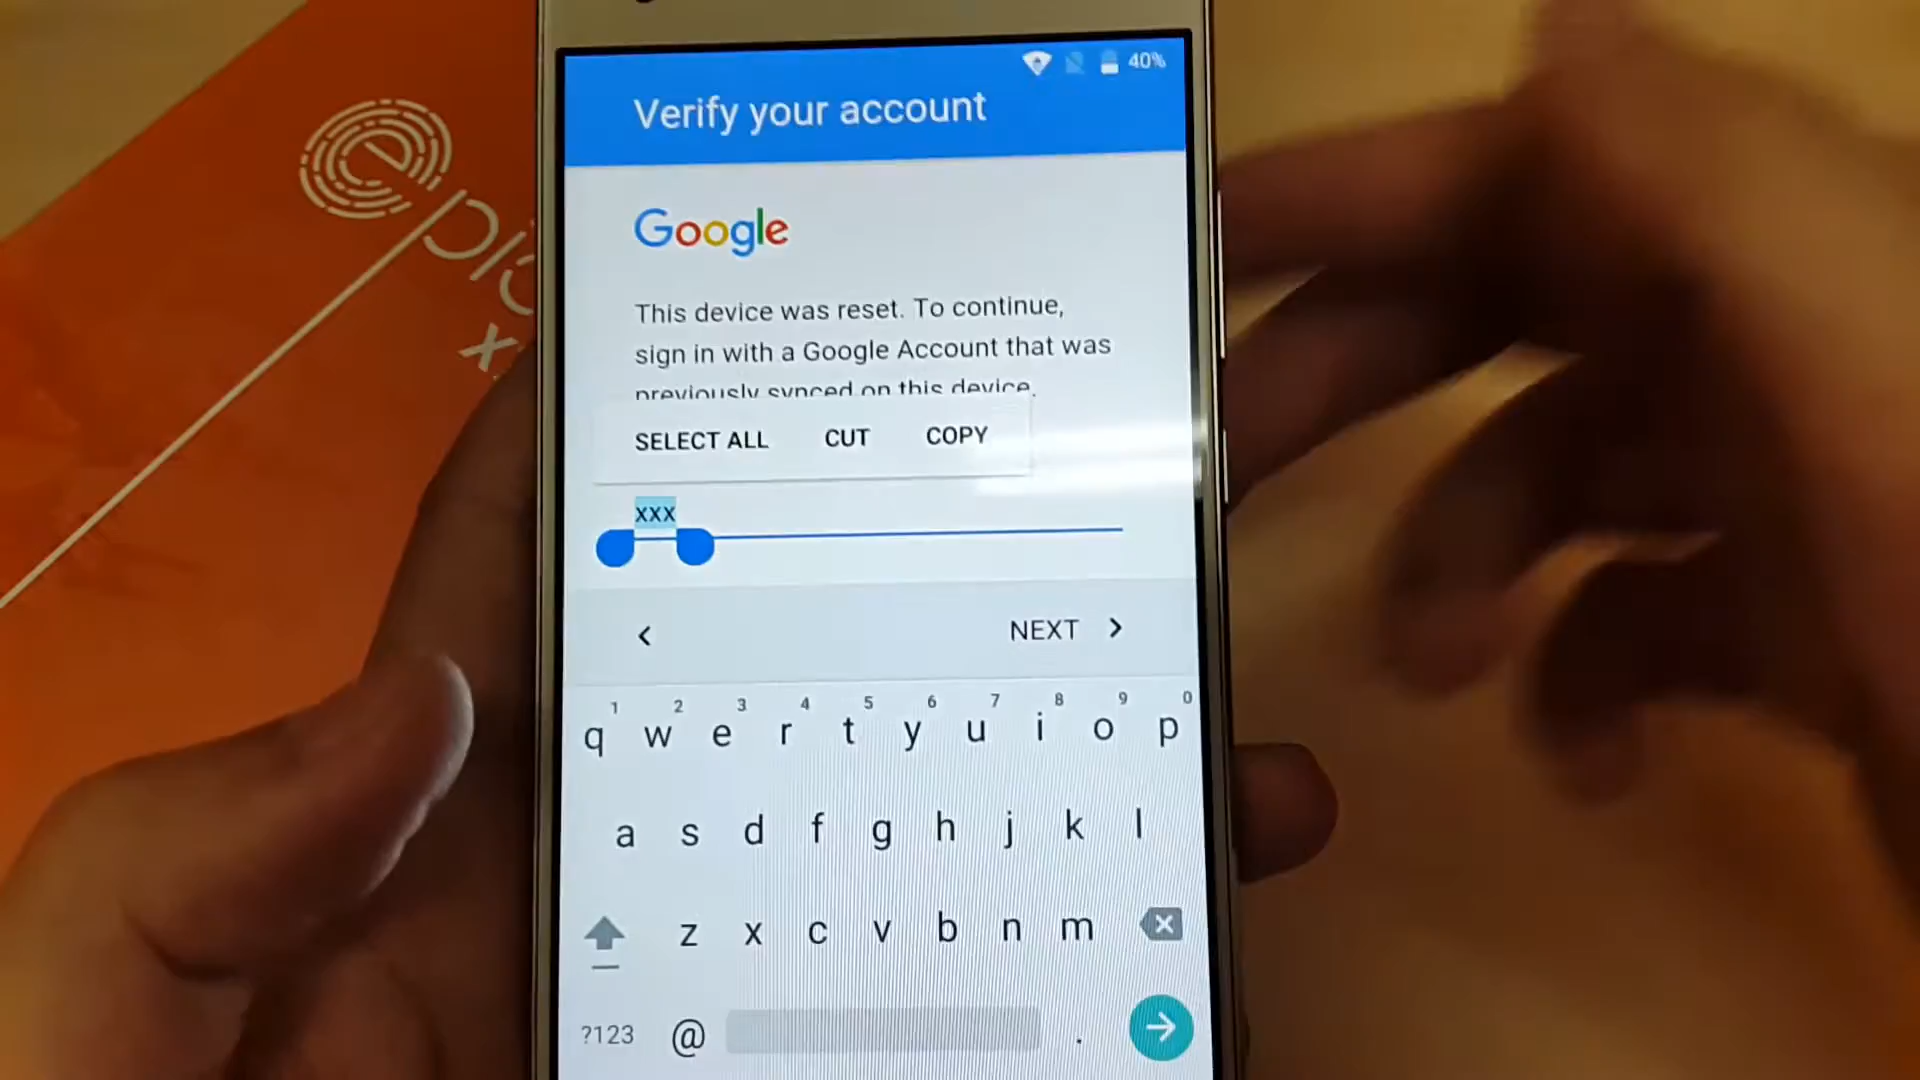 40%
Verify your account
Google
This device was reset. To continue,
sign in with a Google Account that was
previously synced on this device.
SELECT ALL CUT COPY
xxx
NEXT
1 2 3 4 5 6 7 8 9 0
q w e r t y u i o p
a s d f g h j k l
z x c v b n m
?123 @ .